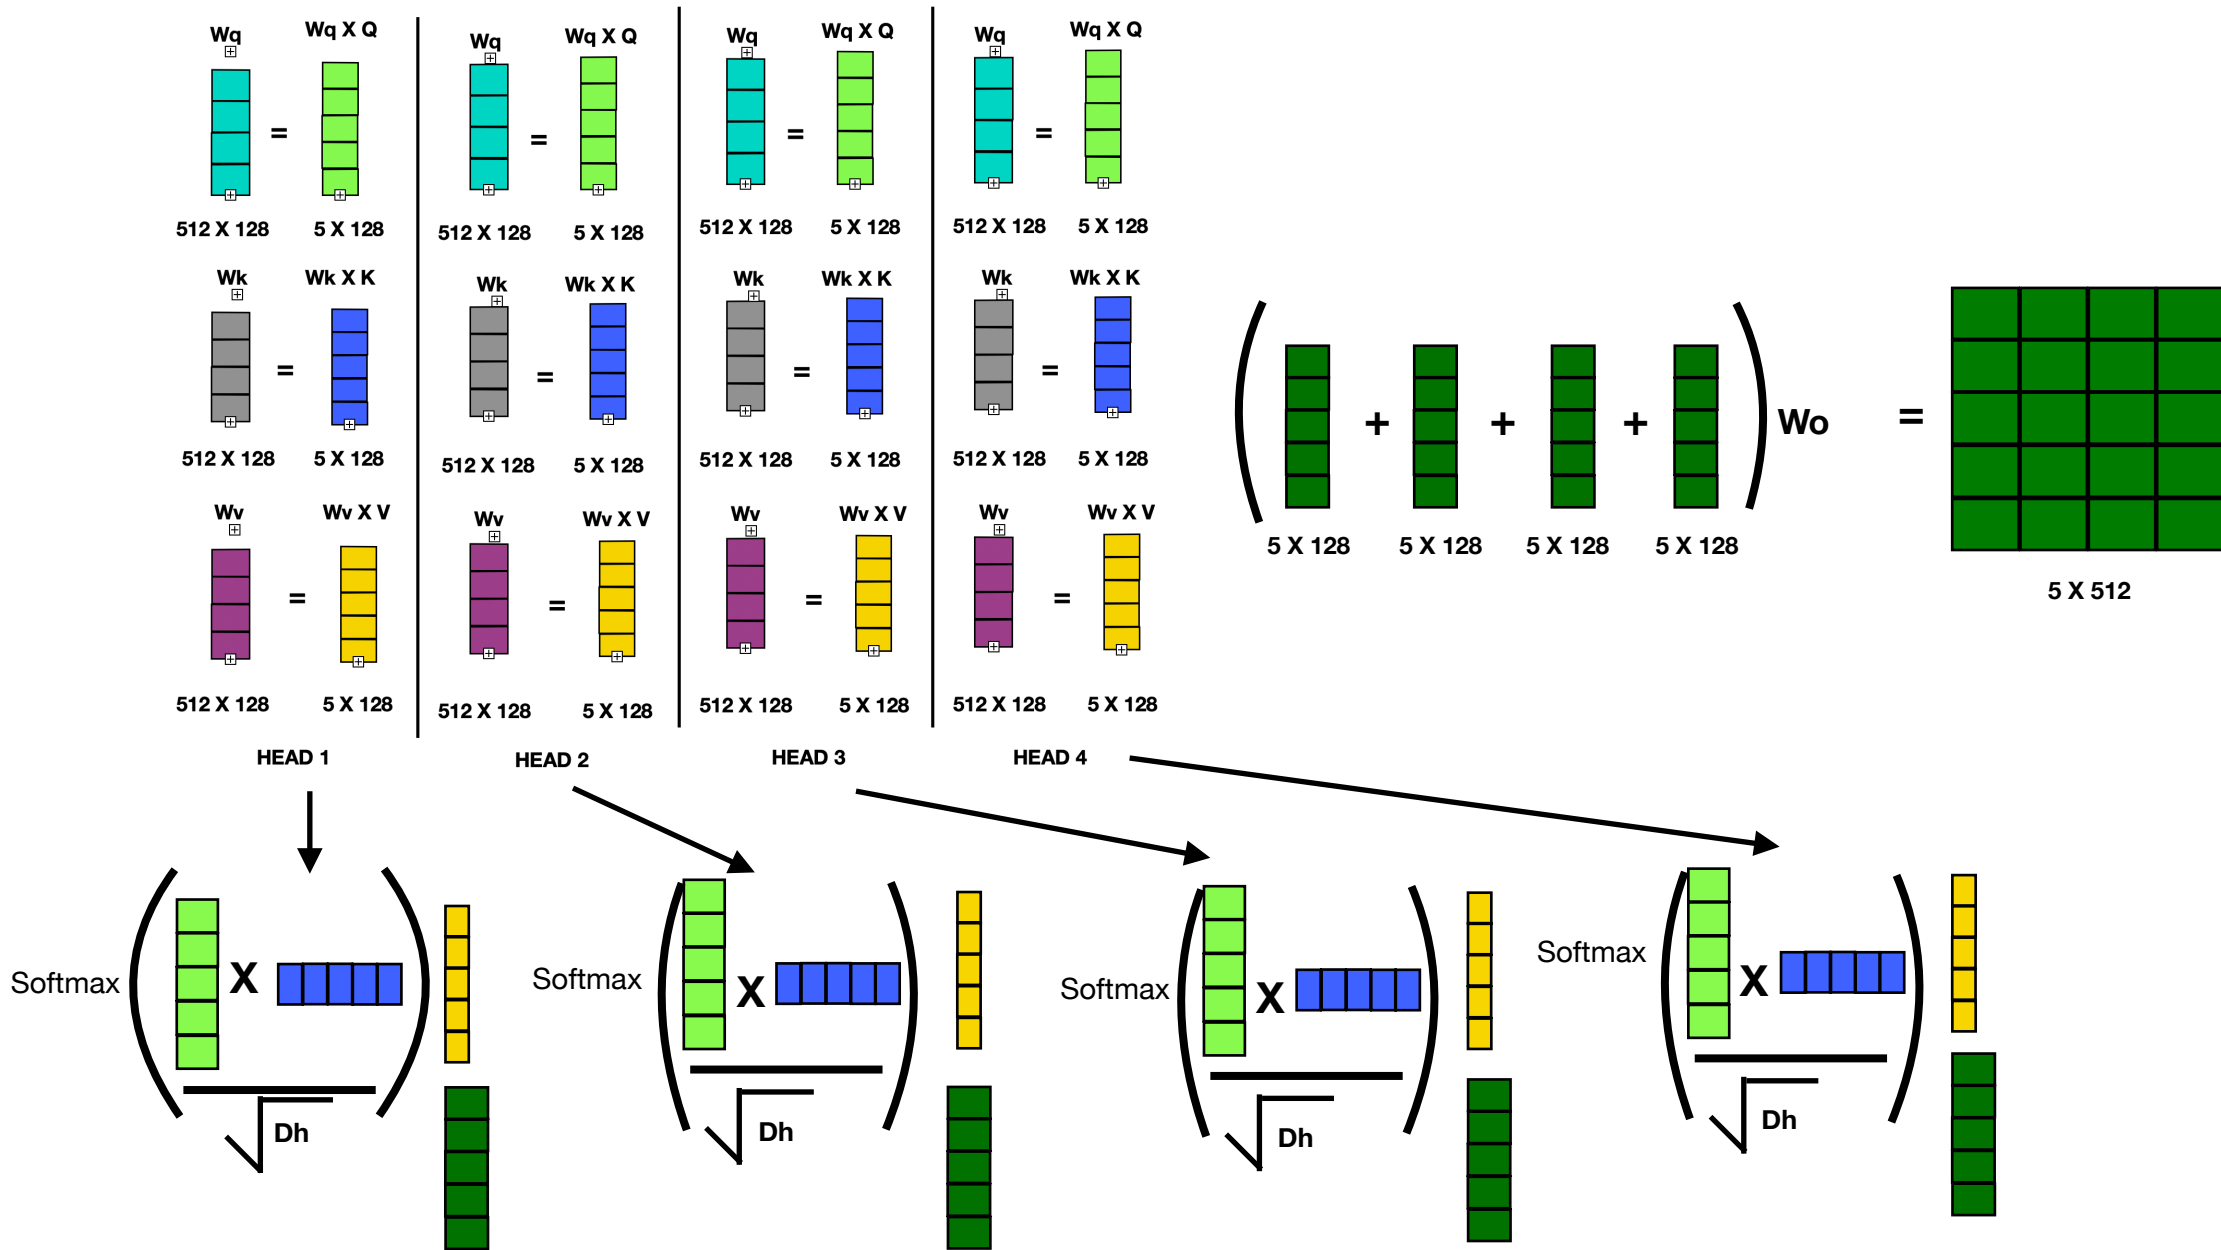 Wq Wq X Q Wq Wq X Q Wq Wq X Q Wq Wq X Q
= = = =
512 X 128 5 X 128 512 X 128 5 X 128 512 X 128 5 X 128 512 X 128 5 X 128
Wk Wk X K Wk Wk X K Wk Wk X K Wk Wk X K
= = = =
512 X 128 5 X 128 512 X 128 5 X 128 512 X 128 5 X 128 512 X 128 5 X 128
Wv Wv X V Wv Wv X V Wv Wv X V Wv Wv X V
= = = =
512 X 128 5 X 128 512 X 128 5 X 128 512 X 128 5 X 128 512 X 128 5 X 128
HEAD 1 HEAD 2 HEAD 3 HEAD 4
( + + + ) Wo =
5 X 128 5 X 128 5 X 128 5 X 128
5 X 512
Softmax ( X )
√Dh
Softmax ( X )
√Dh
Softmax ( X )
√Dh
Softmax ( X )
√Dh